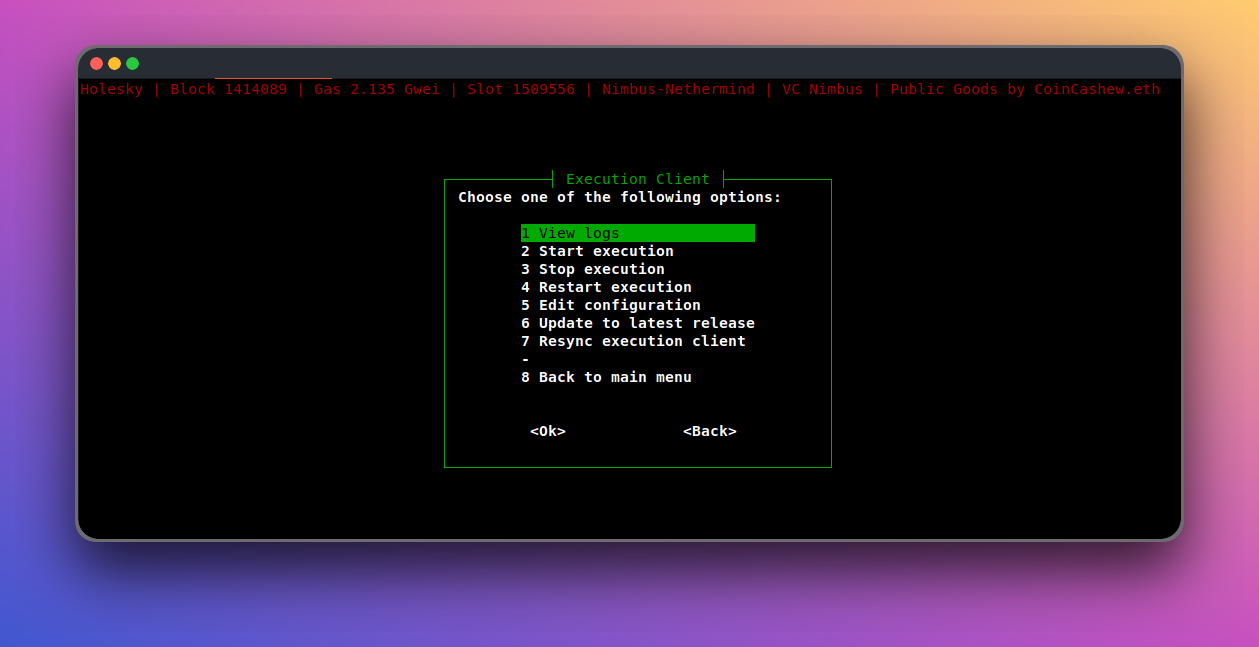 Holesky | Block 1414089 | Gas 2.135 Gwei | Slot 1509556 | Nimbus-Nethermind | VC Nimbus | Public Goods by CoinCashew.eth
Execution Client
Choose one of the following options:
1 View logs
2 Start execution
3 Stop execution
4 Restart execution
5 Edit configuration
6 Update to latest release
7 Resync execution client
-
8 Back to main menu
<Ok> <Back>